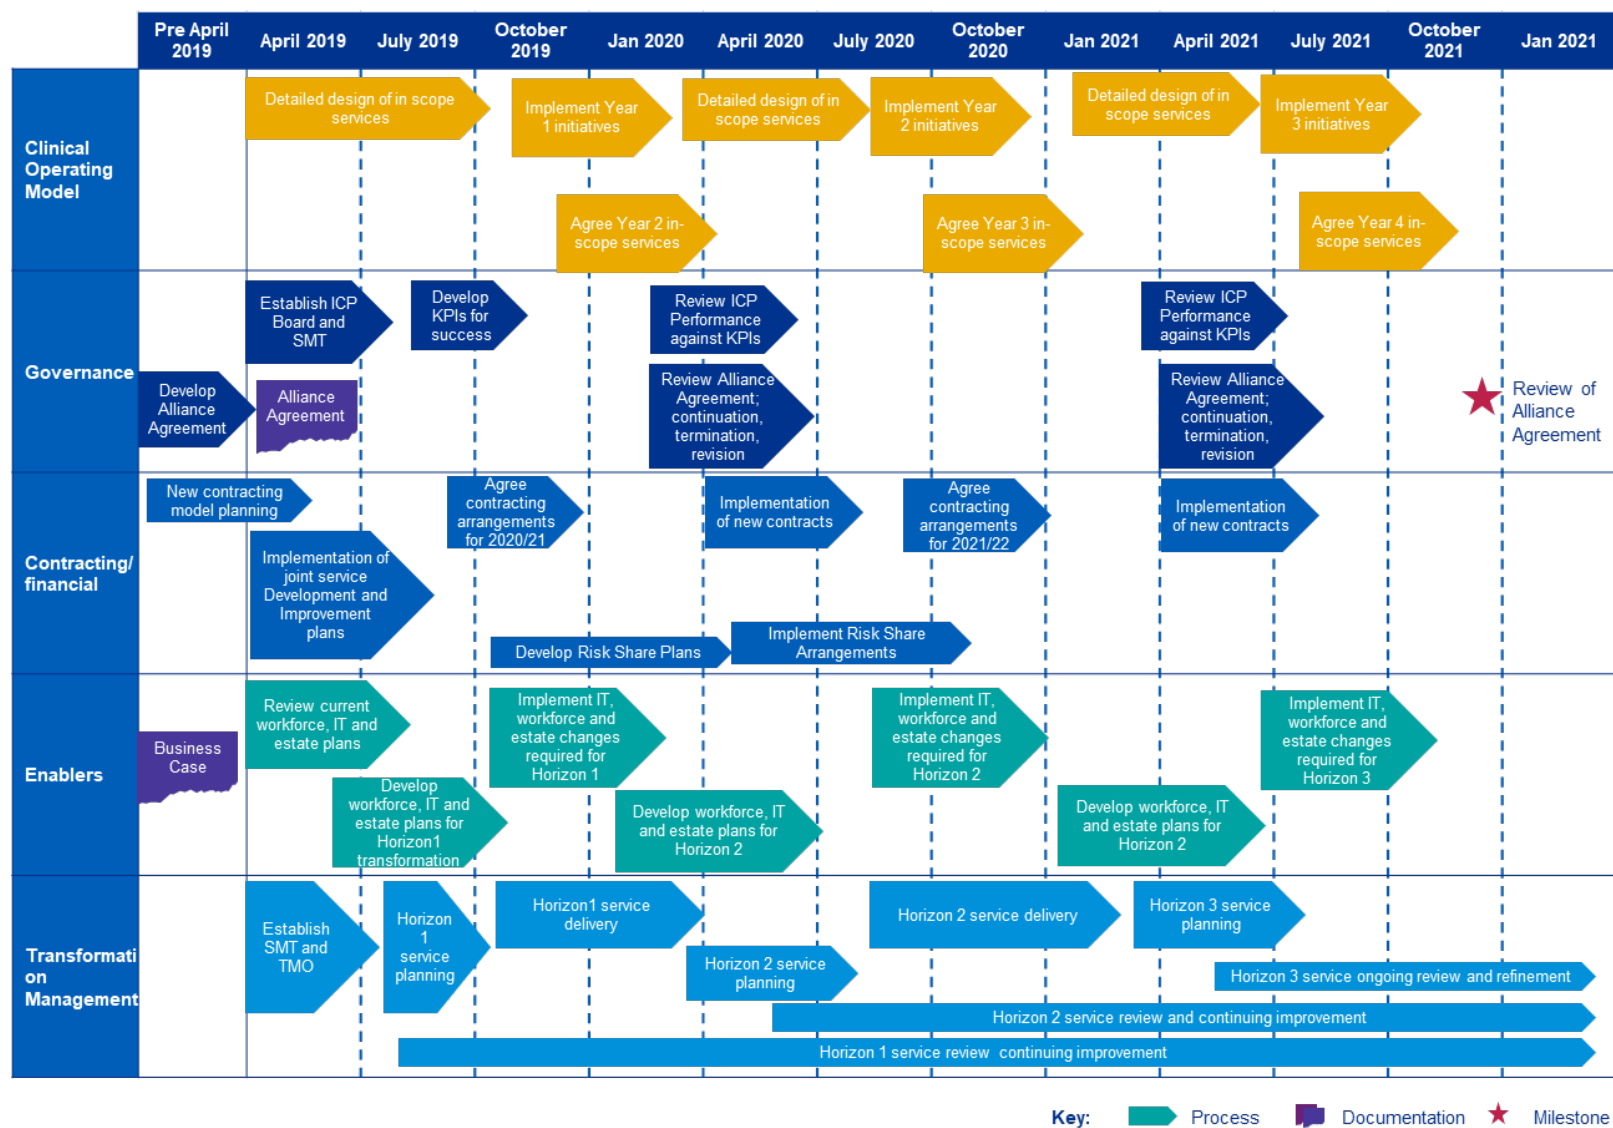 Pre April
2019
April 2019
July 2019
October
2019
Jan 2020
April 2020
July 2020
October
2020
Jan 2021
April 2021
July 2021
October
2021
Jan 2021
Clinical
Operating
Model
Detailed design of in scope
services
Implement Year
1 initiatives
Detailed design of in
scope services
Implement Year
2 initiatives
Detailed design of in
scope services
Implement Year
3 initiatives
Agree Year 2 in-
scope services
Agree Year 3 in-
scope services
Agree Year 4 in-
scope services
Governance
Establish ICP
Board and
SMT
Develop
KPIs for
success
Review ICP
Performance
against KPIs
Review ICP
Performance
against KPIs
Develop
Alliance
Agreement
Alliance
Agreement
Review Alliance
Agreement;
continuation,
termination,
revision
Review Alliance
Agreement;
continuation,
termination,
revision
Review of
Alliance
Agreement
Contracting/
financial
New contracting
model planning
Agree
contracting
arrangements
for 2020/21
Implementation
of new contracts
Agree
contracting
arrangements
for 2021/22
Implementation
of new contracts
Implementation of
joint service
Development and
Improvement
plans
Develop Risk Share Plans
Implement Risk Share
Arrangements
Enablers
Business
Case
Review current
workforce, IT and
estate plans
Implement IT,
workforce and
estate changes
required for
Horizon 1
Implement IT,
workforce and
estate changes
required for
Horizon 2
Implement IT,
workforce and
estate changes
required for
Horizon 3
Develop
workforce, IT and
estate plans for
Horizon1
transformation
Develop workforce, IT
and estate plans for
Horizon 2
Develop workforce, IT
and estate plans for
Horizon 2
Transformati
on
Management
Establish
SMT and
TMO
Horizon
1
service
planning
Horizon1 service
delivery
Horizon 2 service delivery
Horizon 3 service
planning
Horizon 2 service
planning
Horizon 3 service ongoing review and refinement
Horizon 2 service review and continuing improvement
Horizon 1 service review continuing improvement
Key:
Process
Documentation
Milestone